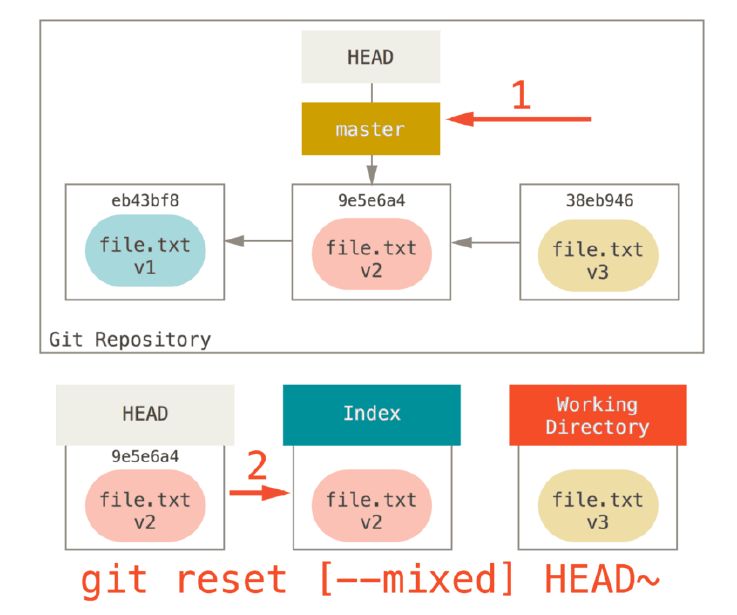 HEAD
1
master
eb43bf8
9e5e6a4
38eb946
file.txt
v1
file.txt
v2
file.txt
v3
Git Repository
HEAD
Index
Working
Directory
9e5e6a4
2
file.txt
v2
file.txt
v2
file.txt
v3
git reset [--mixed] HEAD~